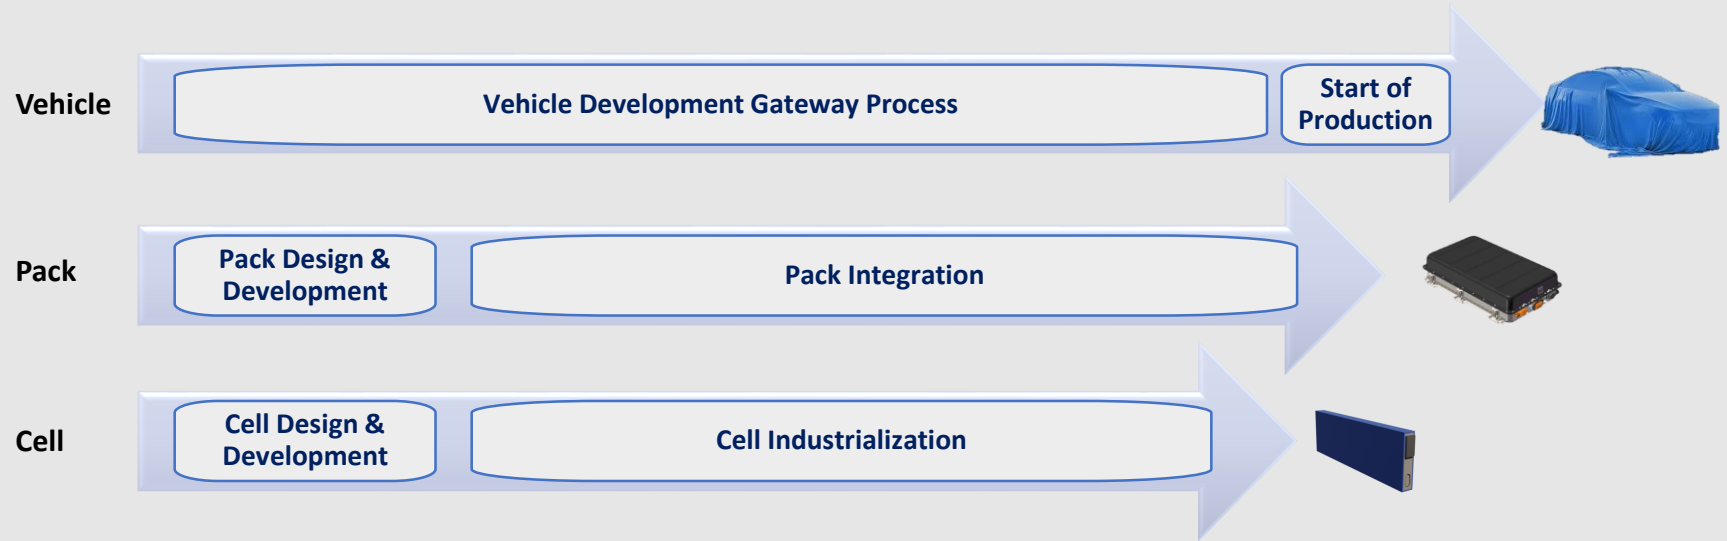 Vehicle
Vehicle Development Gateway Process
Start of
Production
Pack
Pack Design &
Development
Pack Integration
Cell
Cell Design &
Development
Cell Industrialization